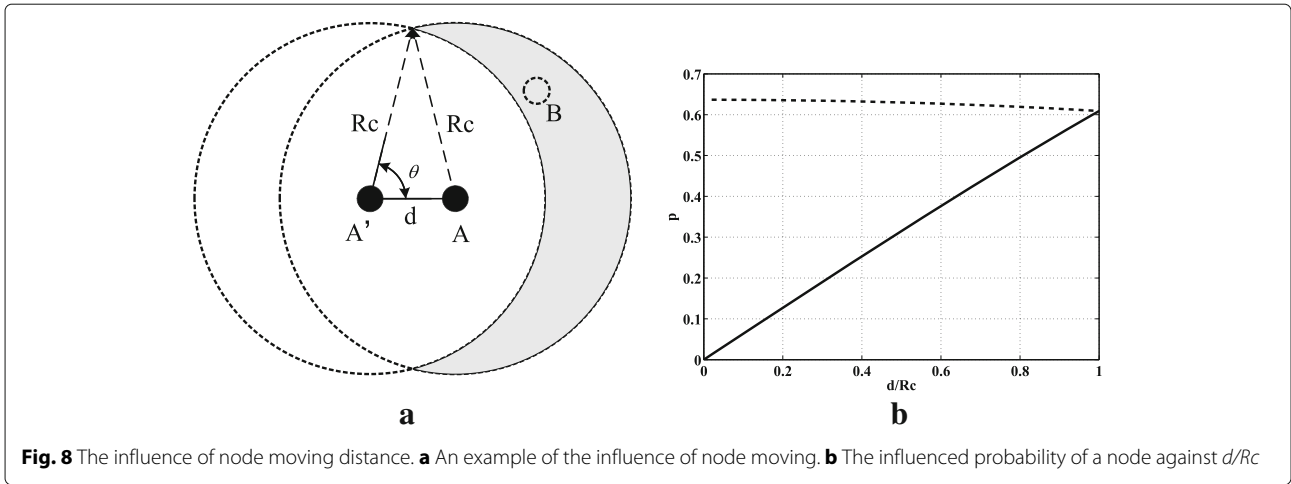 Rc
Rc
θ
B
d
A'
A
a
0.7
0.6
0.5
0.4
0.3
0.2
0.1
0
p
0
0.2
0.4
0.6
0.8
1
d/Rc
b
Fig. 8 The influence of node moving distance. a An example of the influence of node moving. b The influenced probability of a node against d/Rc